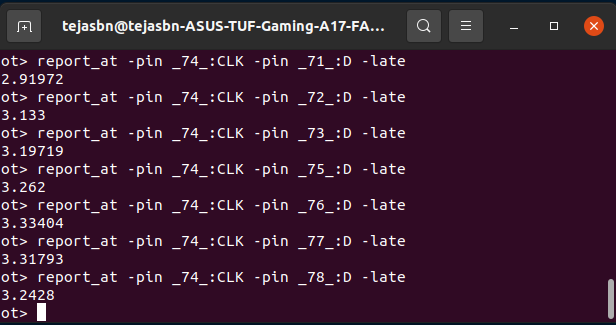 tejasbn@tejasbn-ASUS-TUF-Gaming-A17-FA...
ot> report_at -pin _74_:CLK -pin _71_:D -late
2.91972
ot> report_at -pin _74_:CLK -pin _72_:D -late
3.133
ot> report_at -pin _74_:CLK -pin _73_:D -late
3.19719
ot> report_at -pin _74_:CLK -pin _75_:D -late
3.262
ot> report_at -pin _74_:CLK -pin _76_:D -late
3.33404
ot> report_at -pin _74_:CLK -pin _77_:D -late
3.31793
ot> report_at -pin _74_:CLK -pin _78_:D -late
3.2428
ot>